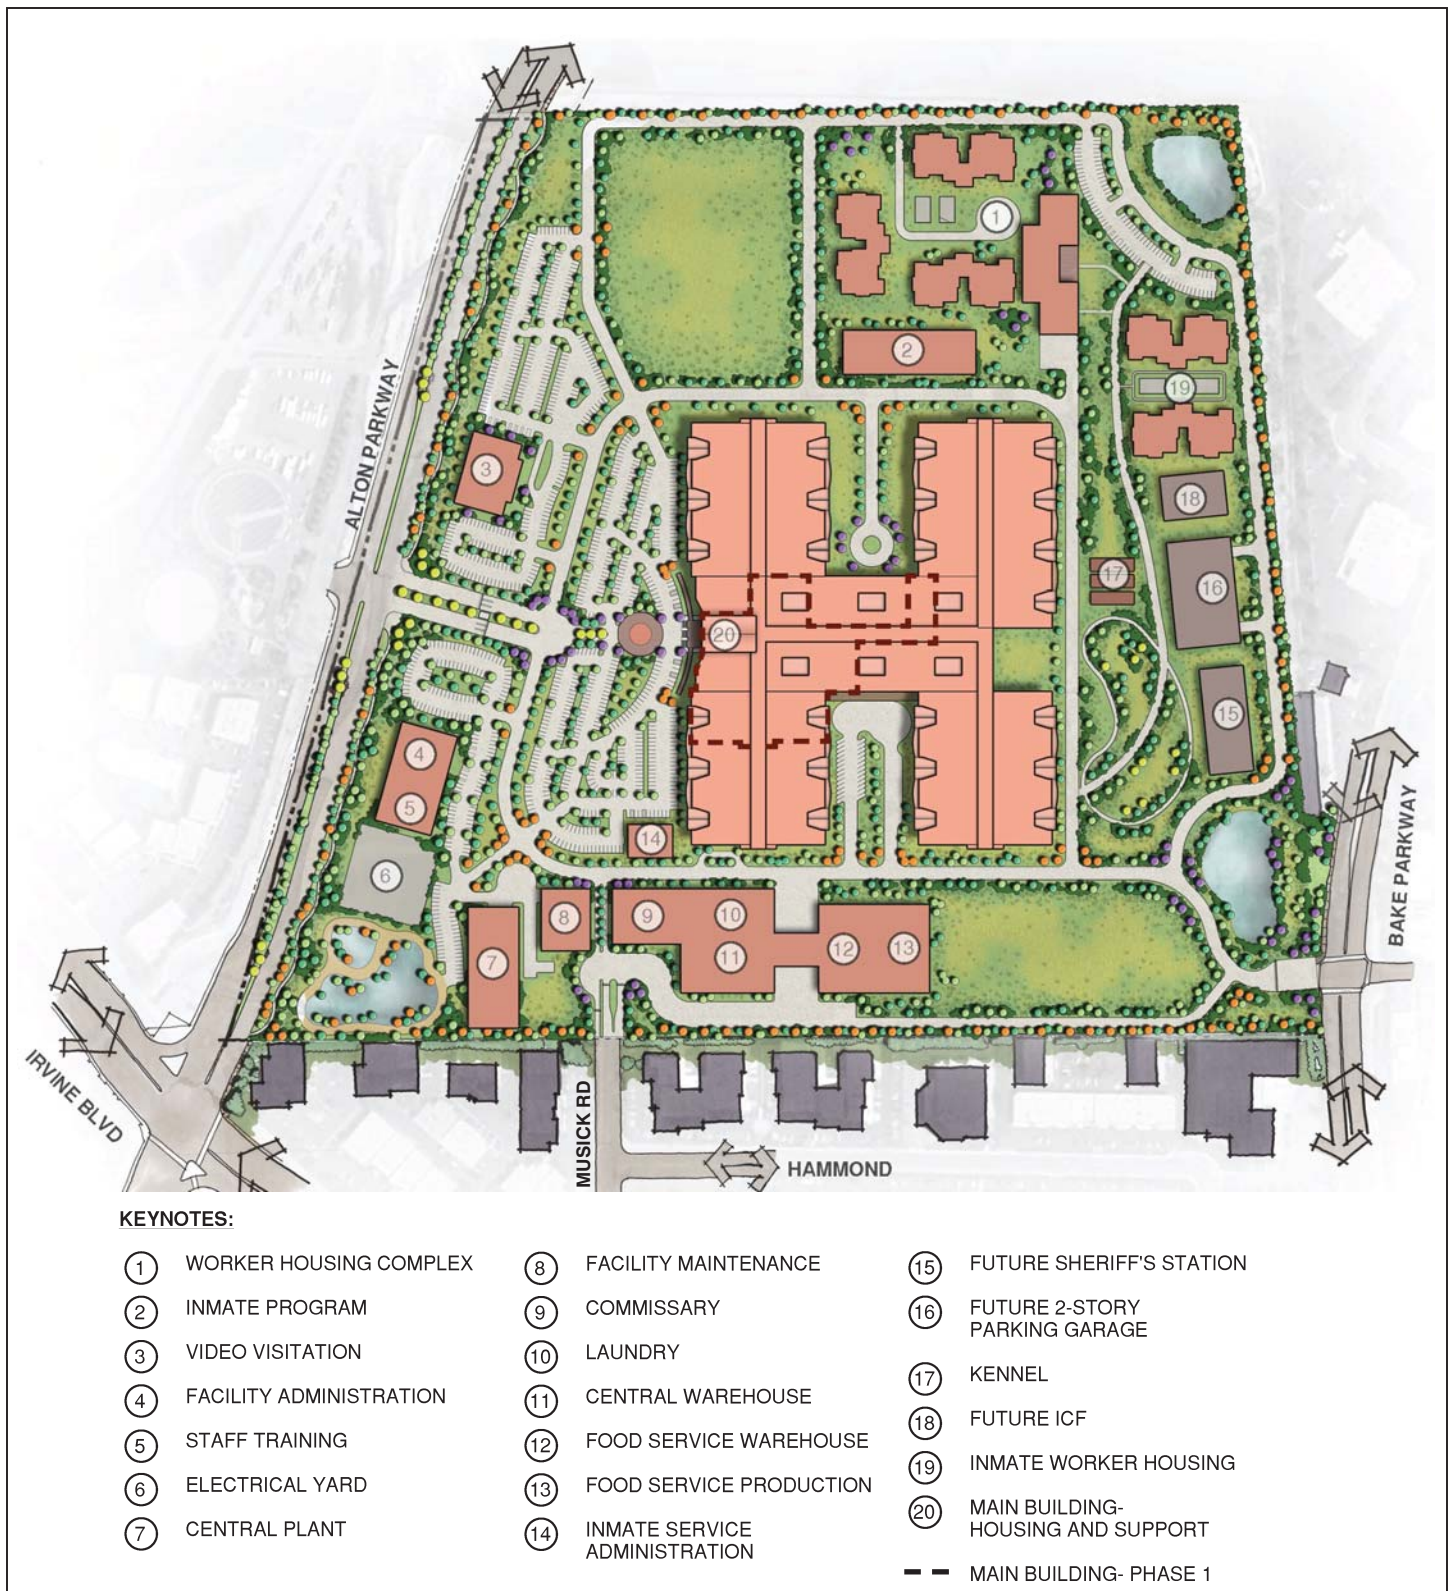 1
2
19
3
18
17
16
20
15
4
5
14
6
8
9
10
7
11
12
13
ALTON PARKWAY
BAKE PARKWAY
IRVINE BLVD
MUSICK RD
HAMMOND
KEYNOTES:
1 WORKER HOUSING COMPLEX
2 INMATE PROGRAM
3 VIDEO VISITATION
4 FACILITY ADMINISTRATION
5 STAFF TRAINING
6 ELECTRICAL YARD
7 CENTRAL PLANT
8 FACILITY MAINTENANCE
9 COMMISSARY
10 LAUNDRY
11 CENTRAL WAREHOUSE
12 FOOD SERVICE WAREHOUSE
13 FOOD SERVICE PRODUCTION
14 INMATE SERVICE
ADMINISTRATION
15 FUTURE SHERIFF'S STATION
16 FUTURE 2-STORY
PARKING GARAGE
17 KENNEL
18 FUTURE ICF
19 INMATE WORKER HOUSING
20 MAIN BUILDING-
HOUSING AND SUPPORT
MAIN BUILDING- PHASE 1